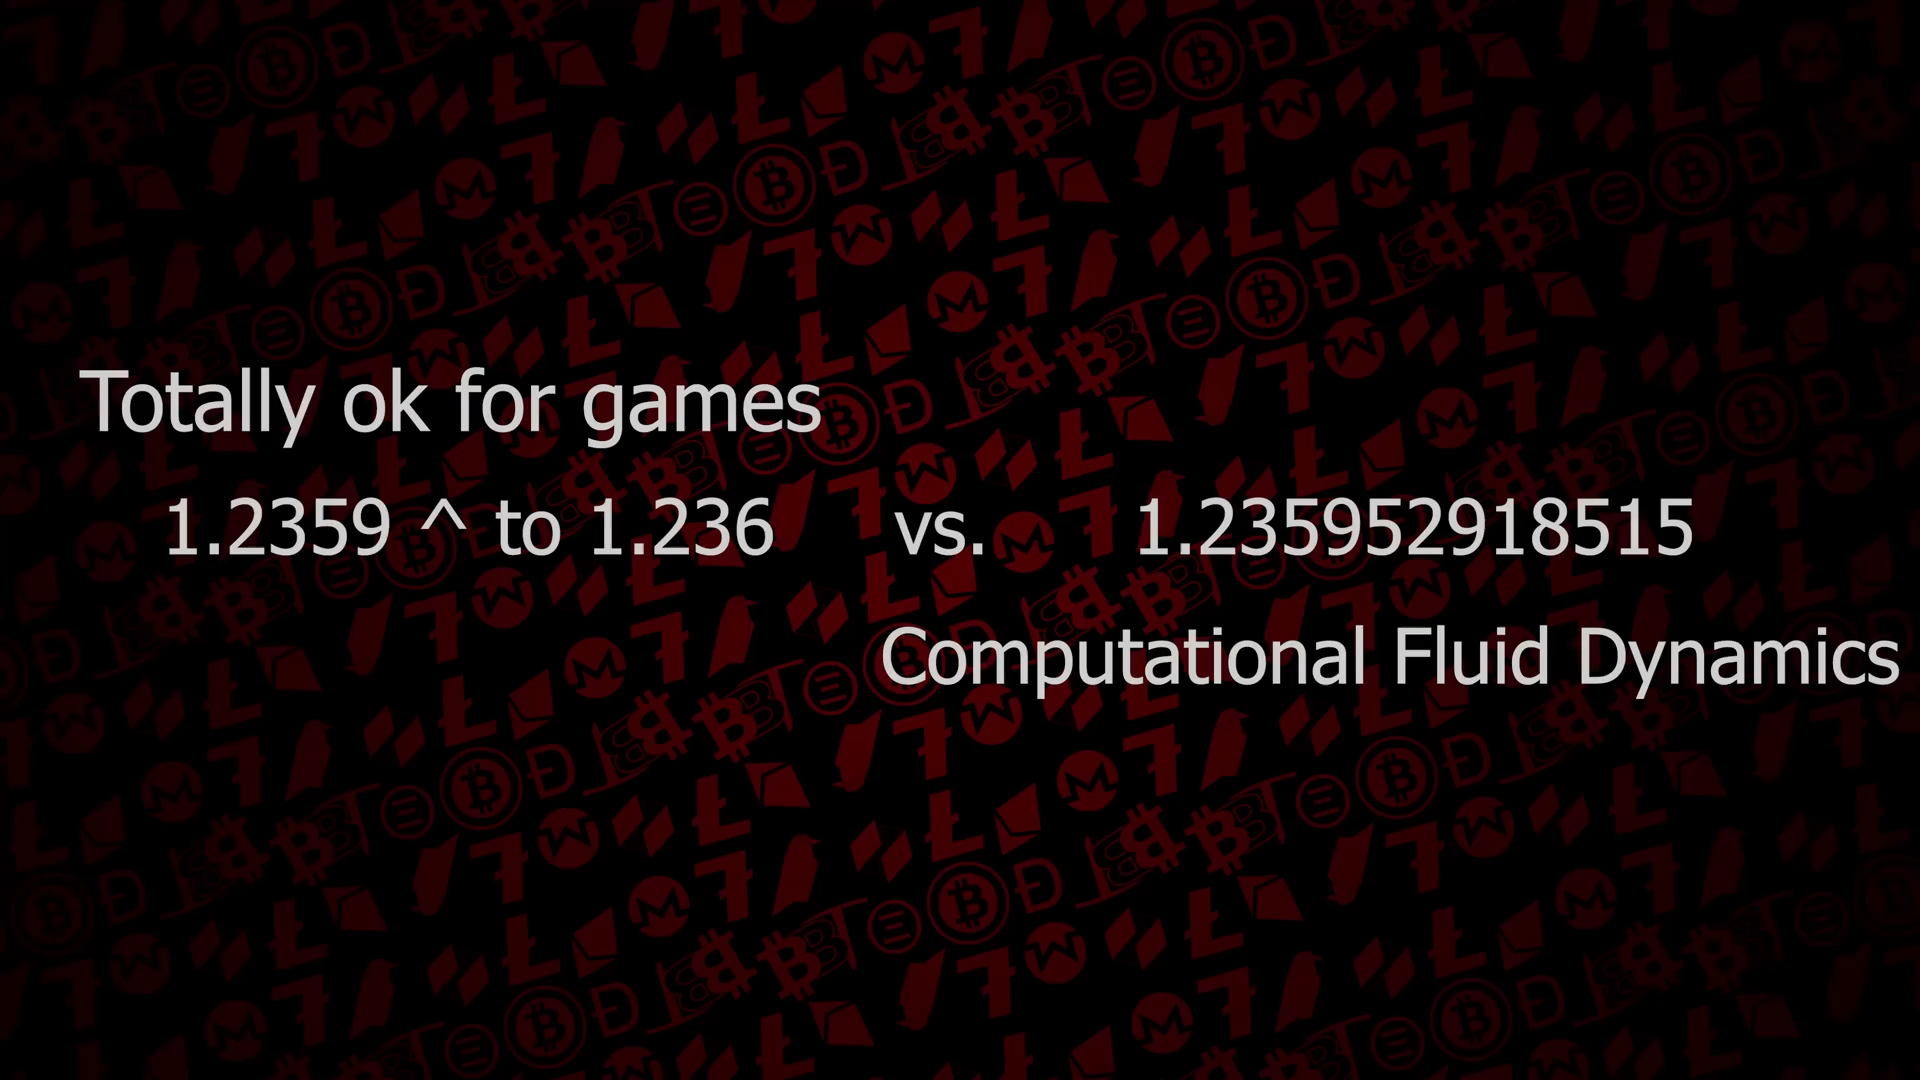 Totally ok for games
1.2359 ^ to 1.236 vs. 1.235952918515
Computational Fluid Dynamics